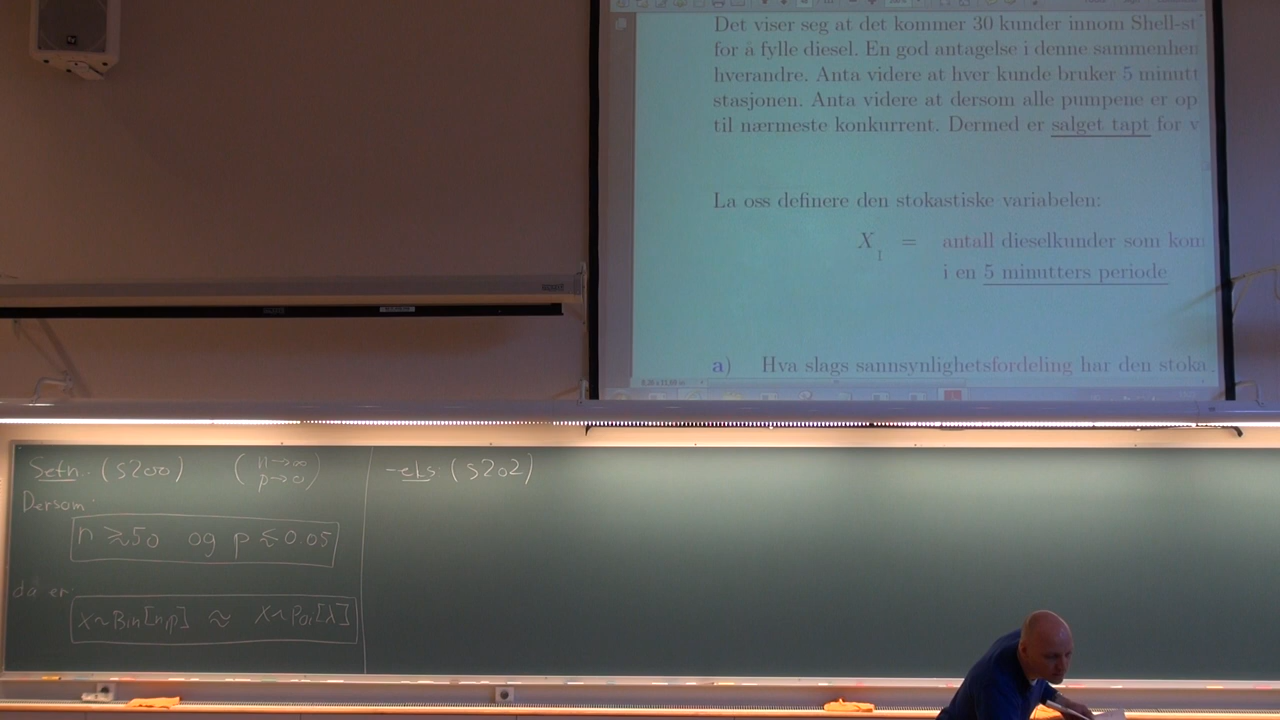 Det viser seg at det kommer 30 kunder innom Shell-st
for å fylle diesel. En god antagelse i denne sammenhen
hverandre. Anta videre at hver kunde bruker 5 minutt
stasjonen. Anta videre at dersom alle pumpene er op
til nærmeste konkurrent. Dermed er salget tapt for v
La oss definere den stokastiske variabelen:
X = antall dieselkunder som kom
i en 5 minutters periode
a) Hva slags sannsynlighetsfordeling har den stoka
Setn. (S200) (n→∞
p→0)
Dersom:
n ≳ 50 og p ≲ 0.05
da er:
X~Bin[n,p] ≈ X~Poi[λ]
-eks: (S202)